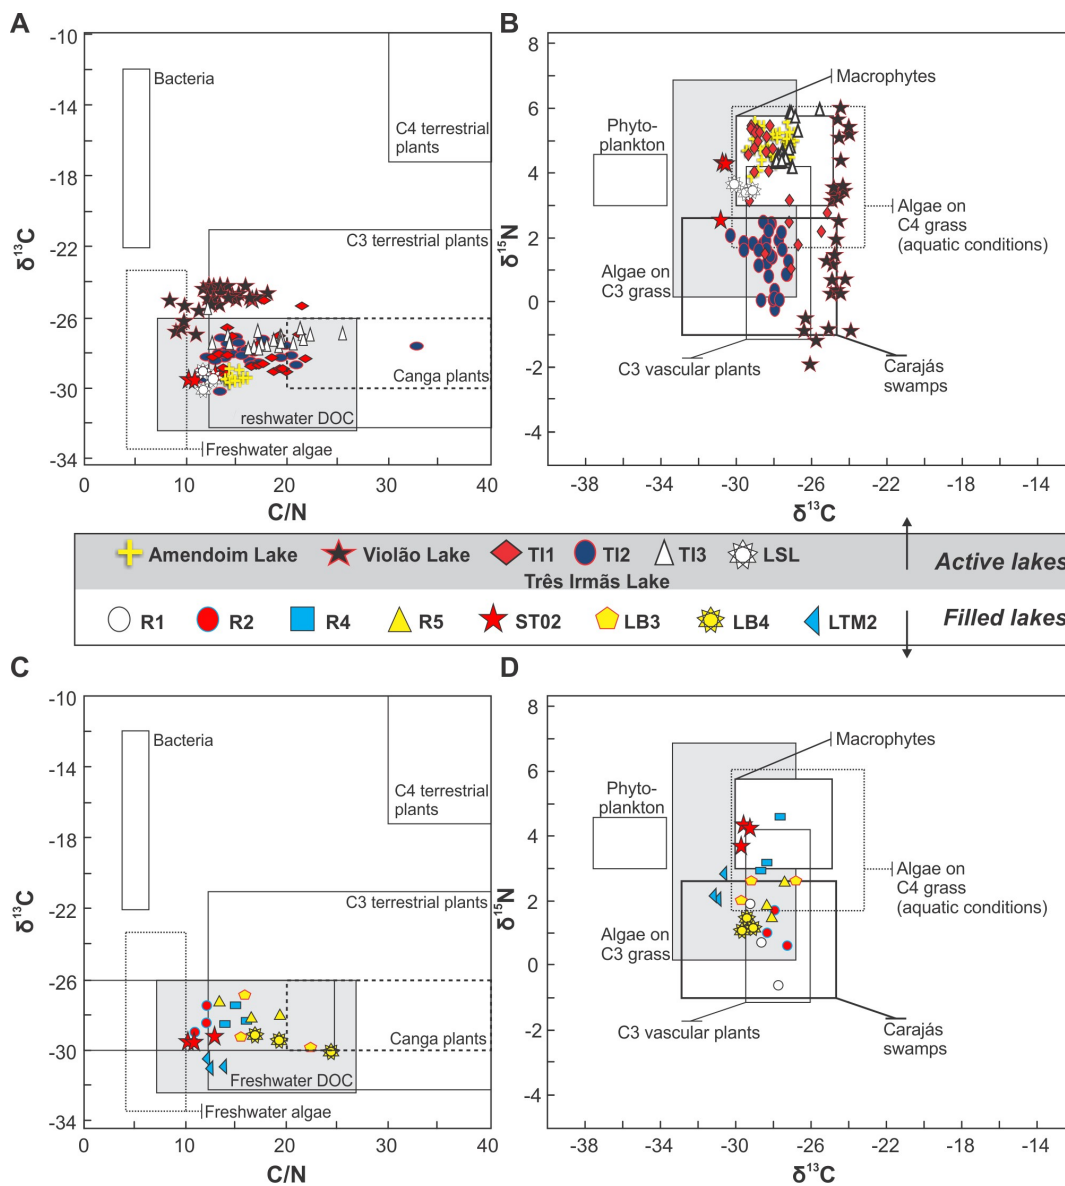 A
-10
-14
-18
-22
-26
-30
-34
δ13C
Bacteria
C4 terrestrial
plants
C3 terrestrial plants
Canga plants
reshwater DOC
Freshwater algae
0
10
20
30
40
C/N
B
8
6
4
2
0
-2
-4
δ15N
Macrophytes
Phyto-
plankton
Algae on
C4 grass
(aquatic conditions)
Algae on
C3 grass
C3 vascular plants
Carajás
swamps
-38
-34
-30
-26
-22
-18
-14
δ13C
Amendoim Lake
Violão Lake
TI1
TI2
TI3
LSL
Três Irmãs Lake
Active lakes
R1
R2
R4
R5
ST02
LB3
LB4
LTM2
Filled lakes
C
-10
-14
-18
-22
-26
-30
-34
δ13C
Bacteria
C4 terrestrial
plants
C3 terrestrial plants
Canga plants
Freshwater DOC
Freshwater algae
0
10
20
30
40
C/N
D
8
6
4
2
0
-2
-4
δ15N
Macrophytes
Phyto-
plankton
Algae on
C4 grass
(aquatic conditions)
Algae on
C3 grass
C3 vascular plants
Carajás
swamps
-38
-34
-30
-26
-22
-18
-14
δ13C